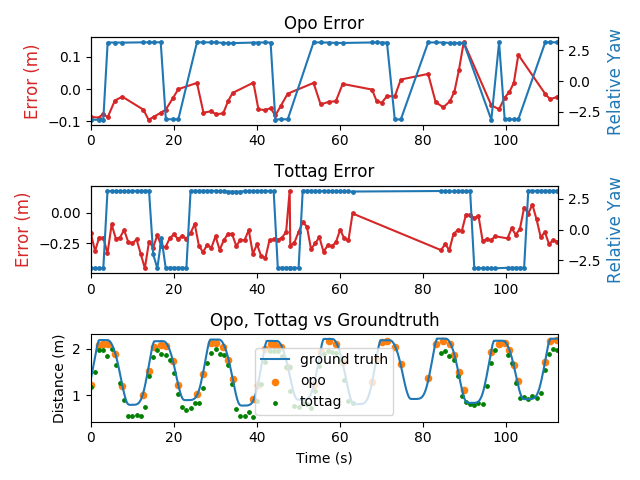 Opo Error
Error (m)
0.1
0.0
−0.1
2.5
0.0
−2.5
Relative Yaw
0 20 40 60 80 100
Tottag Error
Error (m)
0.00
−0.25
2.5
0.0
−2.5
Relative Yaw
0 20 40 60 80 100
Opo, Tottag vs Groundtruth
Distance (m)
2
1
ground truth
opo
tottag
0 20 40 60 80 100
Time (s)